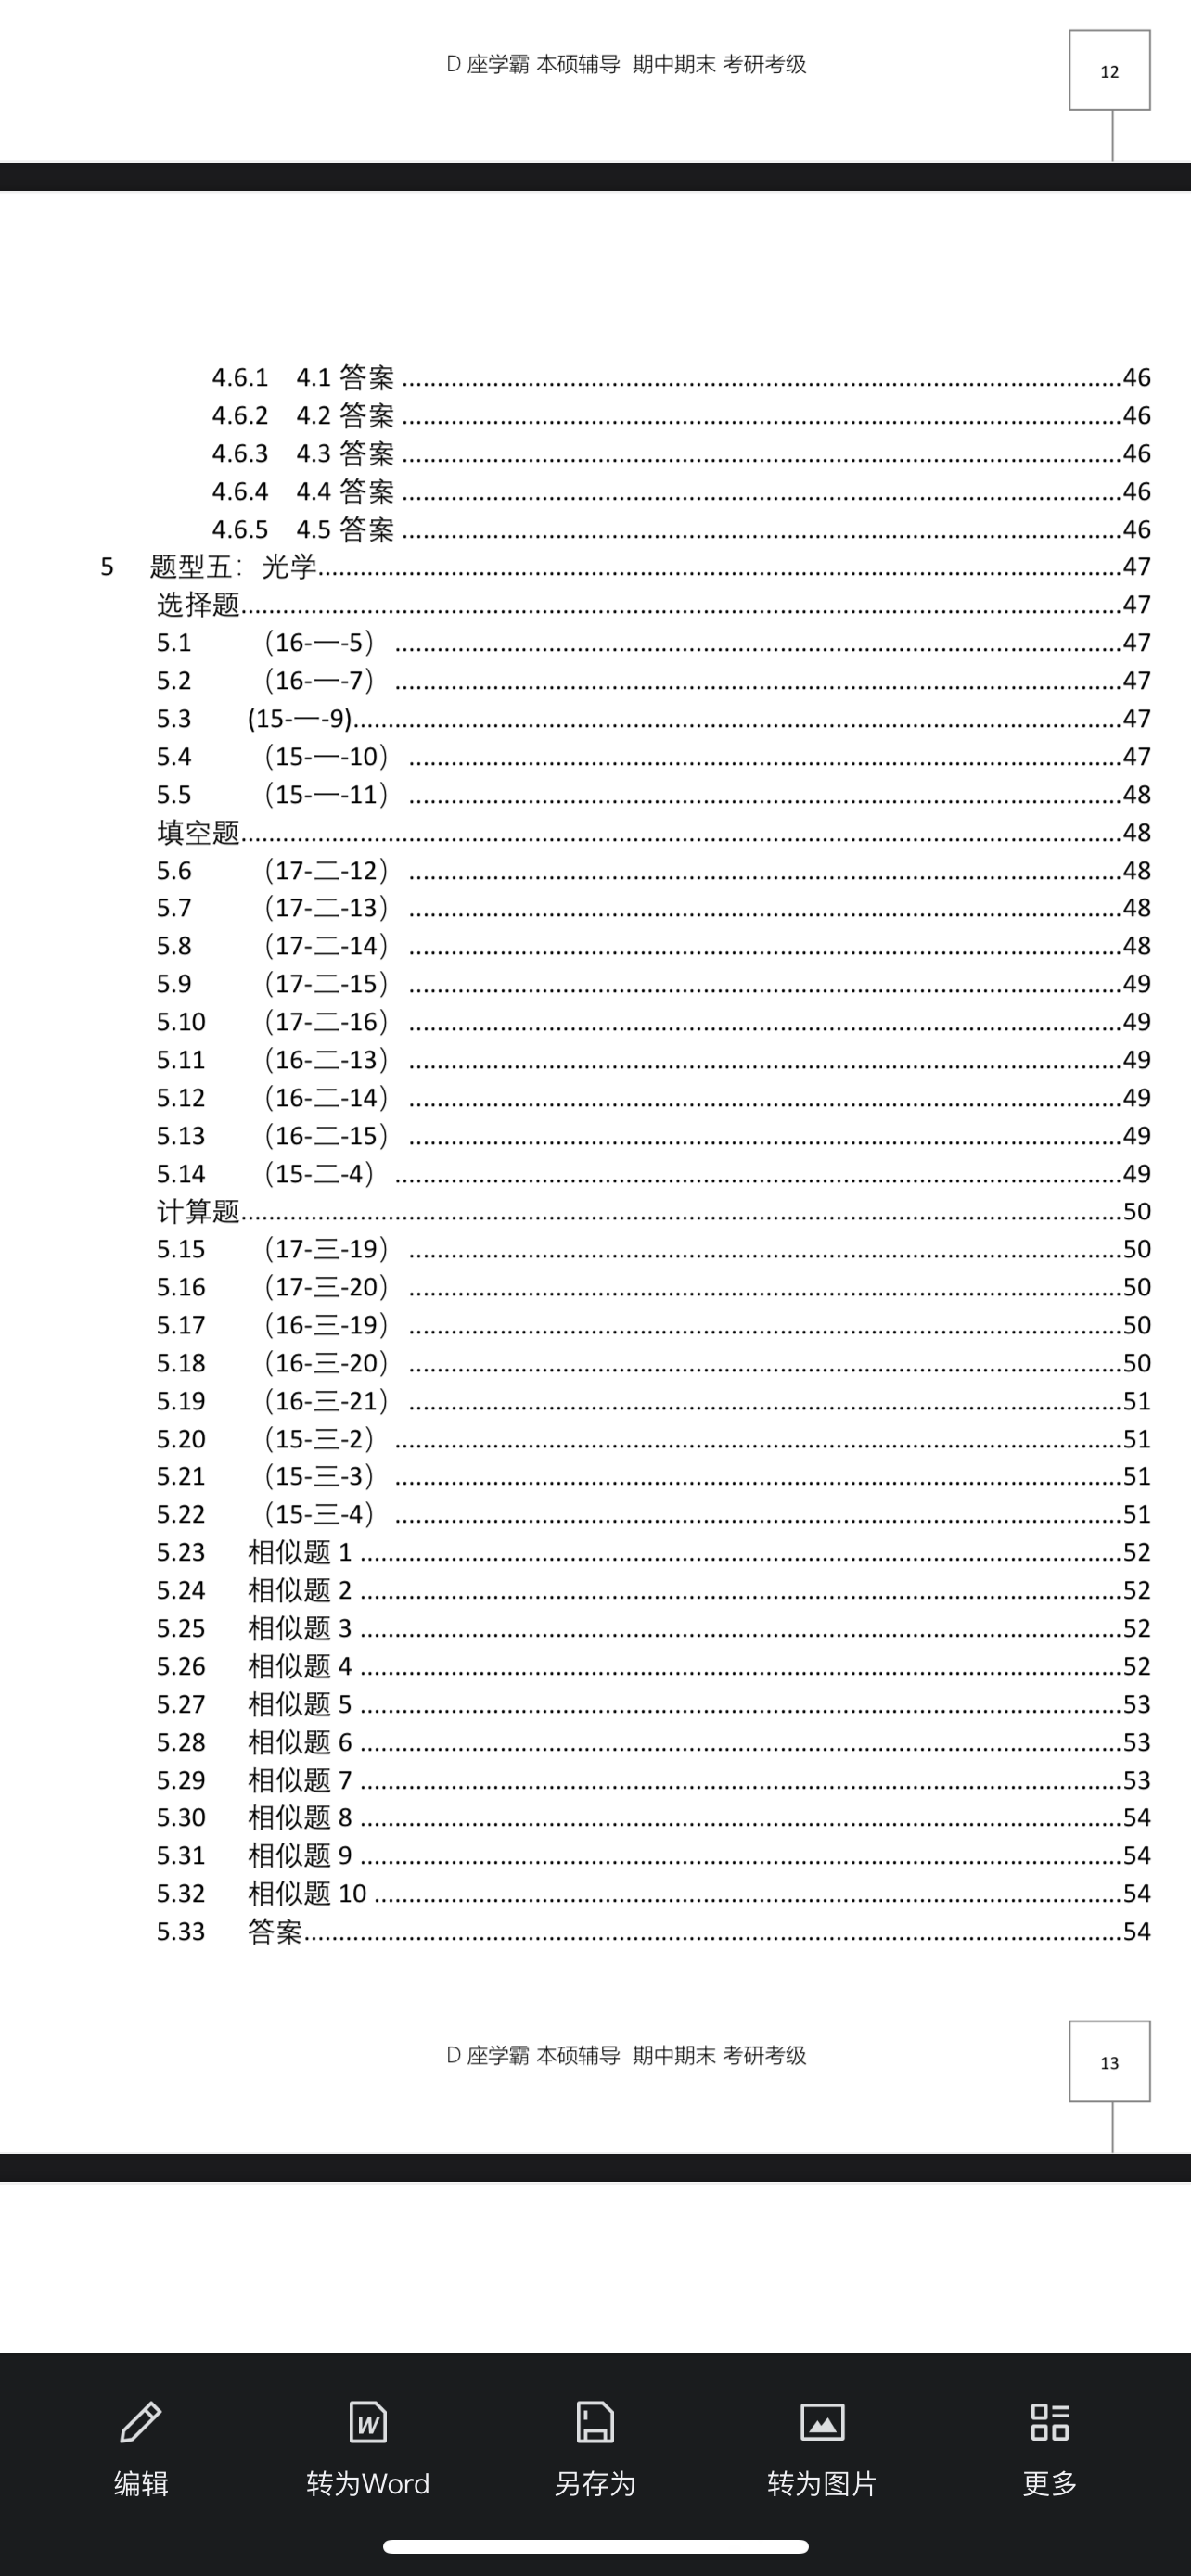 D 座学霸 本硕辅导 期中期末 考研考级
12
4.6.1 4.1 答案 ........ 46
4.6.2 4.2 答案 ........ 46
4.6.3 4.3 答案 ........ 46
4.6.4 4.4 答案 ........ 46
4.6.5 4.5 答案 ........ 46
5 题型五：光学........ 47
选择题........ 47
5.1 （16-一-5） ........ 47
5.2 （16-一-7） ........ 47
5.3 (15-一-9)........ 47
5.4 （15-一-10） ........ 47
5.5 （15-一-11） ........ 48
填空题........ 48
5.6 （17-二-12） ........ 48
5.7 （17-二-13） ........ 48
5.8 （17-二-14） ........ 48
5.9 （17-二-15） ........ 49
5.10 （17-二-16） ........ 49
5.11 （16-二-13） ........ 49
5.12 （16-二-14） ........ 49
5.13 （16-二-15） ........ 49
5.14 （15-二-4） ........ 49
计算题........ 50
5.15 （17-三-19） ........ 50
5.16 （17-三-20） ........ 50
5.17 （16-三-19） ........ 50
5.18 （16-三-20） ........ 50
5.19 （16-三-21） ........ 51
5.20 （15-三-2） ........ 51
5.21 （15-三-3） ........ 51
5.22 （15-三-4） ........ 51
5.23 相似题 1 ........ 52
5.24 相似题 2 ........ 52
5.25 相似题 3 ........ 52
5.26 相似题 4 ........ 52
5.27 相似题 5 ........ 53
5.28 相似题 6 ........ 53
5.29 相似题 7 ........ 53
5.30 相似题 8 ........ 54
5.31 相似题 9 ........ 54
5.32 相似题 10 ........ 54
5.33 答案........ 54
D 座学霸 本硕辅导 期中期末 考研考级
13
编辑 转为Word 另存为 转为图片 更多